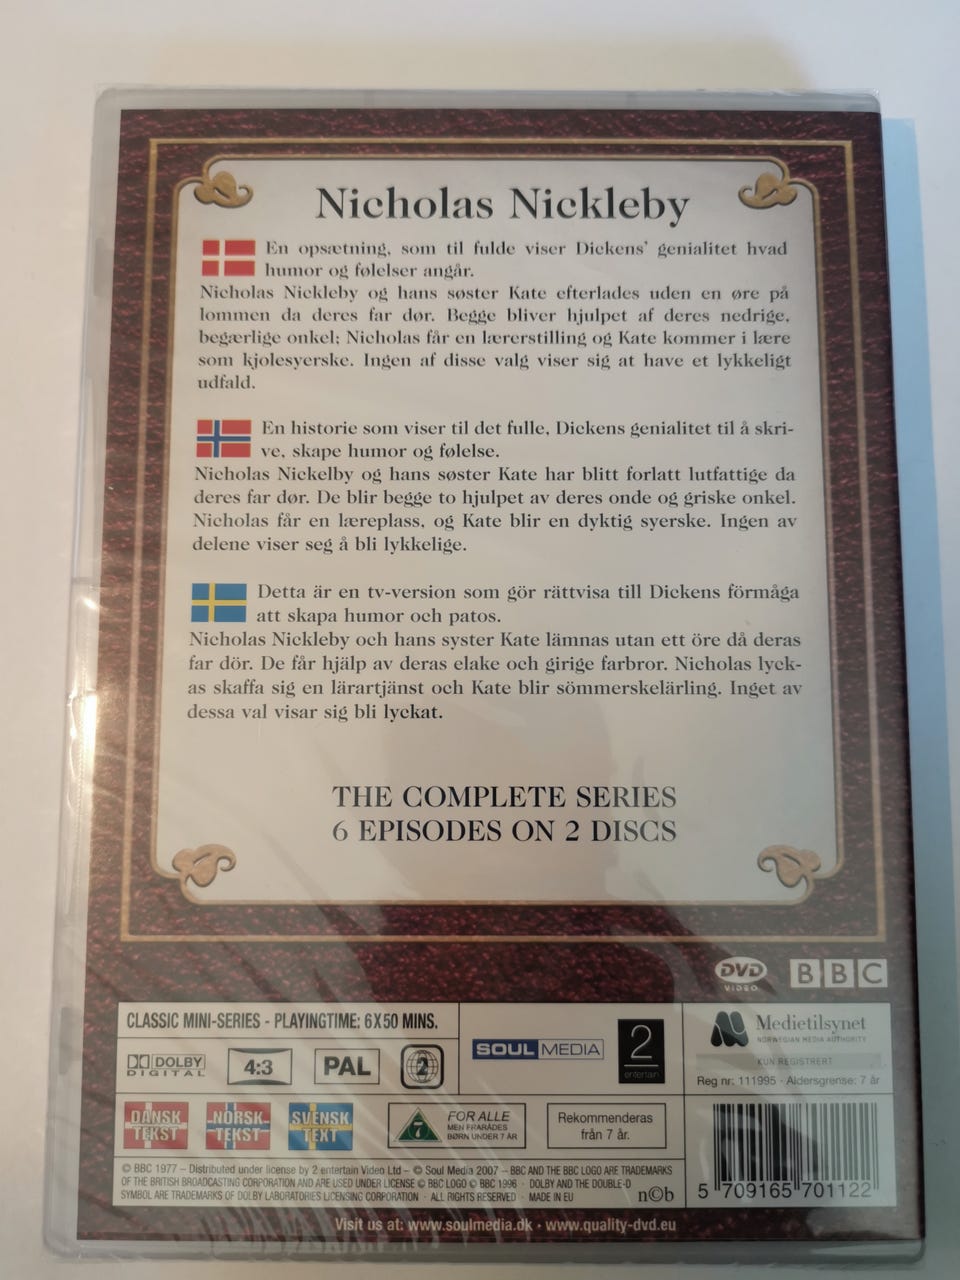 Nicholas Nickleby
En opsætning, som til fulde viser Dickens' genialitet hvad
humor og følelser angår.
Nicholas Nickleby og hans søster Kate efterlades uden en øre på
lommen da deres far dør. Begge bliver hjulpet af deres nedrige,
begærlige onkel; Nicholas får en lærerstilling og Kate kommer i lære
som kjolesyerske. Ingen af disse valg viser sig at have et lykkeligt
udfald.
En historie som viser til det fulle, Dickens genialitet til å skri-
ve, skape humor og følelse.
Nicholas Nickelby og hans søster Kate har blitt forlatt lutfattige da
deres far dør. De blir begge to hjulpet av deres onde og griske onkel.
Nicholas får en læreplass, og Kate blir en dyktig syerske. Ingen av
delene viser seg å bli lykkelige.
Detta är en tv-version som gör rättvisa till Dickens förmåga
att skapa humor och patos.
Nicholas Nickleby och hans syster Kate lämnas utan ett öre då deras
far dör. De får hjälp av deras elake och girige farbror. Nicholas lyck-
as skaffa sig en lärartjänst och Kate blir sömmerskelärling. Inget av
dessa val visar sig bli lyckat.
THE COMPLETE SERIES
6 EPISODES ON 2 DISCS
DVD
VIDEO
BBC
CLASSIC MINI-SERIES - PLAYINGTIME: 6X50 MINS.
DOLBY
DIGITAL
4:3
PAL
2
SOUL MEDIA
2
entertain
Medietilsynet
NORWEGIAN MEDIA AUTHORITY
KUN REGISTRERT
Reg nr: 111995 - Aldersgrense: 7 år
DANSK
TEKST
NORSK
TEKST
SVENSK
TEXT
7
FOR ALLE
MEN FRARÅDES
BØRN UNDER 7 ÅR
Rekommenderas
från 7 år.
© BBC 1977 – Distributed under license by 2 entertain Video Ltd – © Soul Media 2007 – BBC AND THE BBC LOGO ARE TRADEMARKS
OF THE BRITISH BROADCASTING CORPORATION AND ARE USED UNDER LICENSE © BBC LOGO © BBC 1996 · DOLBY AND THE DOUBLE-D
SYMBOL ARE TRADEMARKS OF DOLBY LABORATORIES LICENSING CORPORATION · ALL RIGHTS RESERVED · MADE IN EU
n©b
5 709165 701122
Visit us at: www.soulmedia.dk · www.quality-dvd.eu